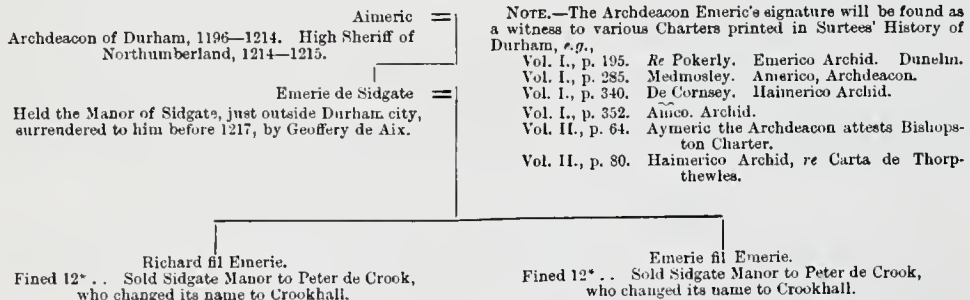 Aimeric =
Archdeacon of Durham, 1196—1214. High Sheriff of
Northumberland, 1214—1215.
Emerie de Sidgate =
Held the Manor of Sidgate, just outside Durham city,
surrendered to him before 1217, by Geoffery de Aix.
NOTE.—The Archdeacon Emeric's signature will be found as
a witness to various Charters printed in Surtees' History of
Durham, e.g.,
Vol. I., p. 195. Re Pokerly. Emerico Archid. Dunelm.
Vol. I., p. 285. Medmosley. Americo, Archdeacon.
Vol. I., p. 340. De Cornsey. Haimerico Archid.
Vol. I., p. 352. Archid.
Vol. II., p. 64. Aymeric the Archdeacon attests Bishops-
ton Charter.
Vol. II., p. 80. Haimerico Archid, re Carta de Thorp-
thewles.
Richard fil Emerie.
Fined 12* .. Sold Sidgate Manor to Peter de Crook,
who changed its name to Crookhall.
Emerie fil Emerie.
Fined 12* .. Sold Sidgate Manor to Peter de Crook,
who changed its name to Crookhall.